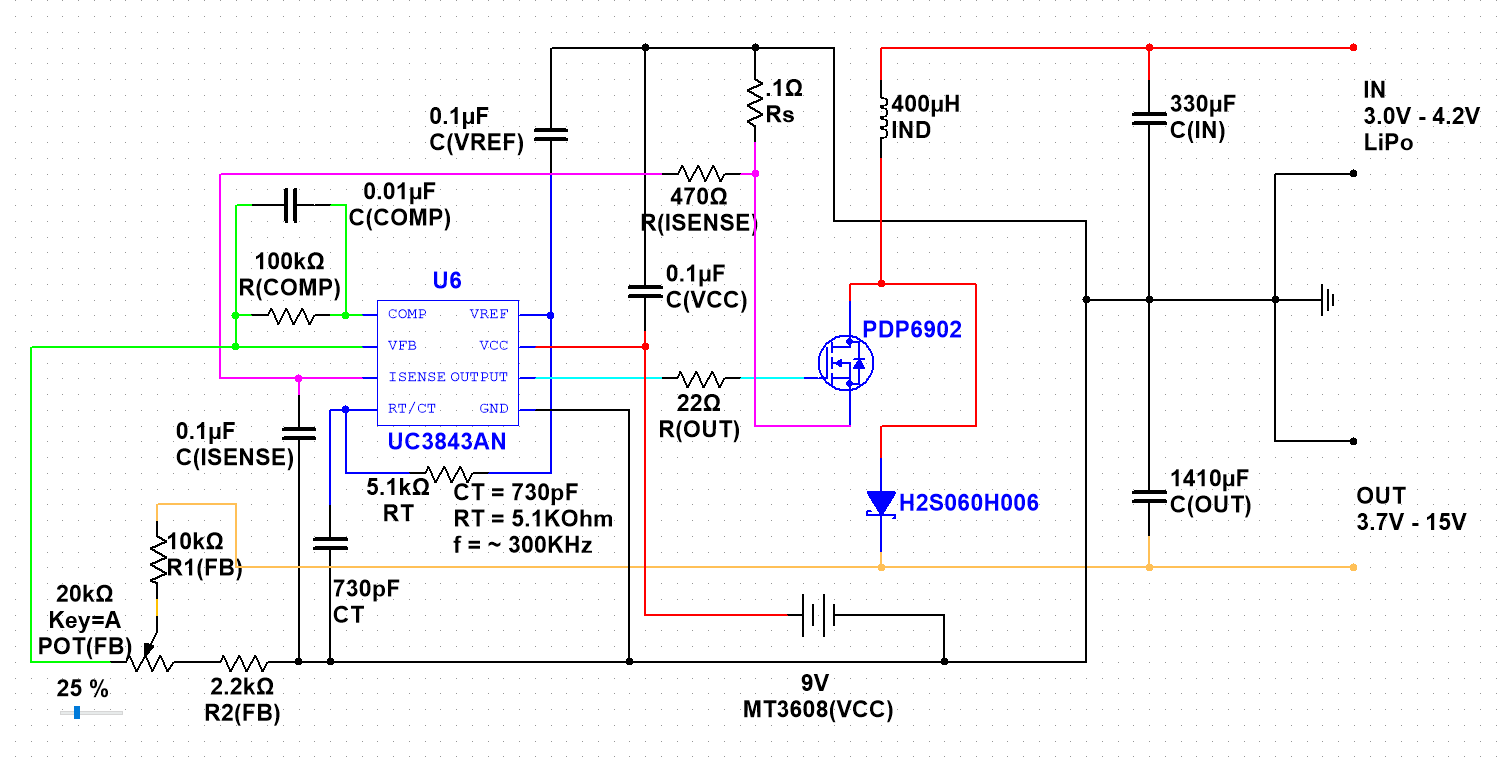 0.1µF
C(VREF)
.1Ω
Rs
400µH
IND
330µF
C(IN)
IN
3.0V - 4.2V
LiPo
0.01µF
C(COMP)
470Ω
R(ISENSE)
100kΩ
R(COMP)
U6
0.1µF
C(VCC)
COMP VREF
VFB VCC
ISENSE OUTPUT
RT/CT GND
UC3843AN
PDP6902
22Ω
R(OUT)
0.1µF
C(ISENSE)
5.1kΩ
RT
CT = 730pF
RT = 5.1KOhm
f = ~ 300KHz
H2S060H006
1410µF
C(OUT)
OUT
3.7V - 15V
10kΩ
R1(FB)
730pF
CT
20kΩ
Key=A
POT(FB)
25 %
2.2kΩ
R2(FB)
9V
MT3608(VCC)